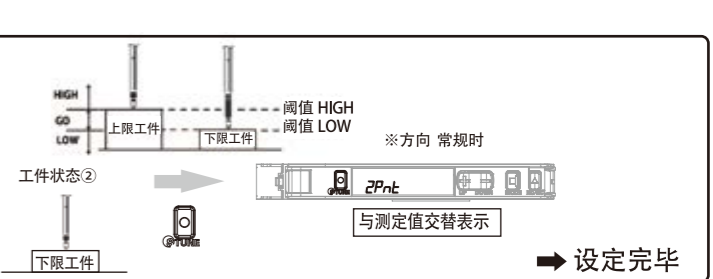 HIGH
GO
LOW
上限工件
下限工件
阈值 HIGH
阈值 LOW
※方向 常规时
工件状态②
TUNE
2Pnt
与测定值交替表示
TUNE
下限工件
➡ 设定完毕